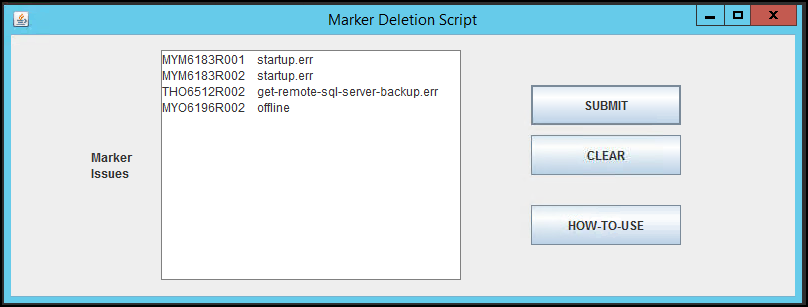 Marker Deletion Script
MYM6183R001 startup.err
MYM6183R002 startup.err
THO6512R002 get-remote-sql-server-backup.err
MYO6196R002 offline
Marker
Issues
SUBMIT
CLEAR
HOW-TO-USE